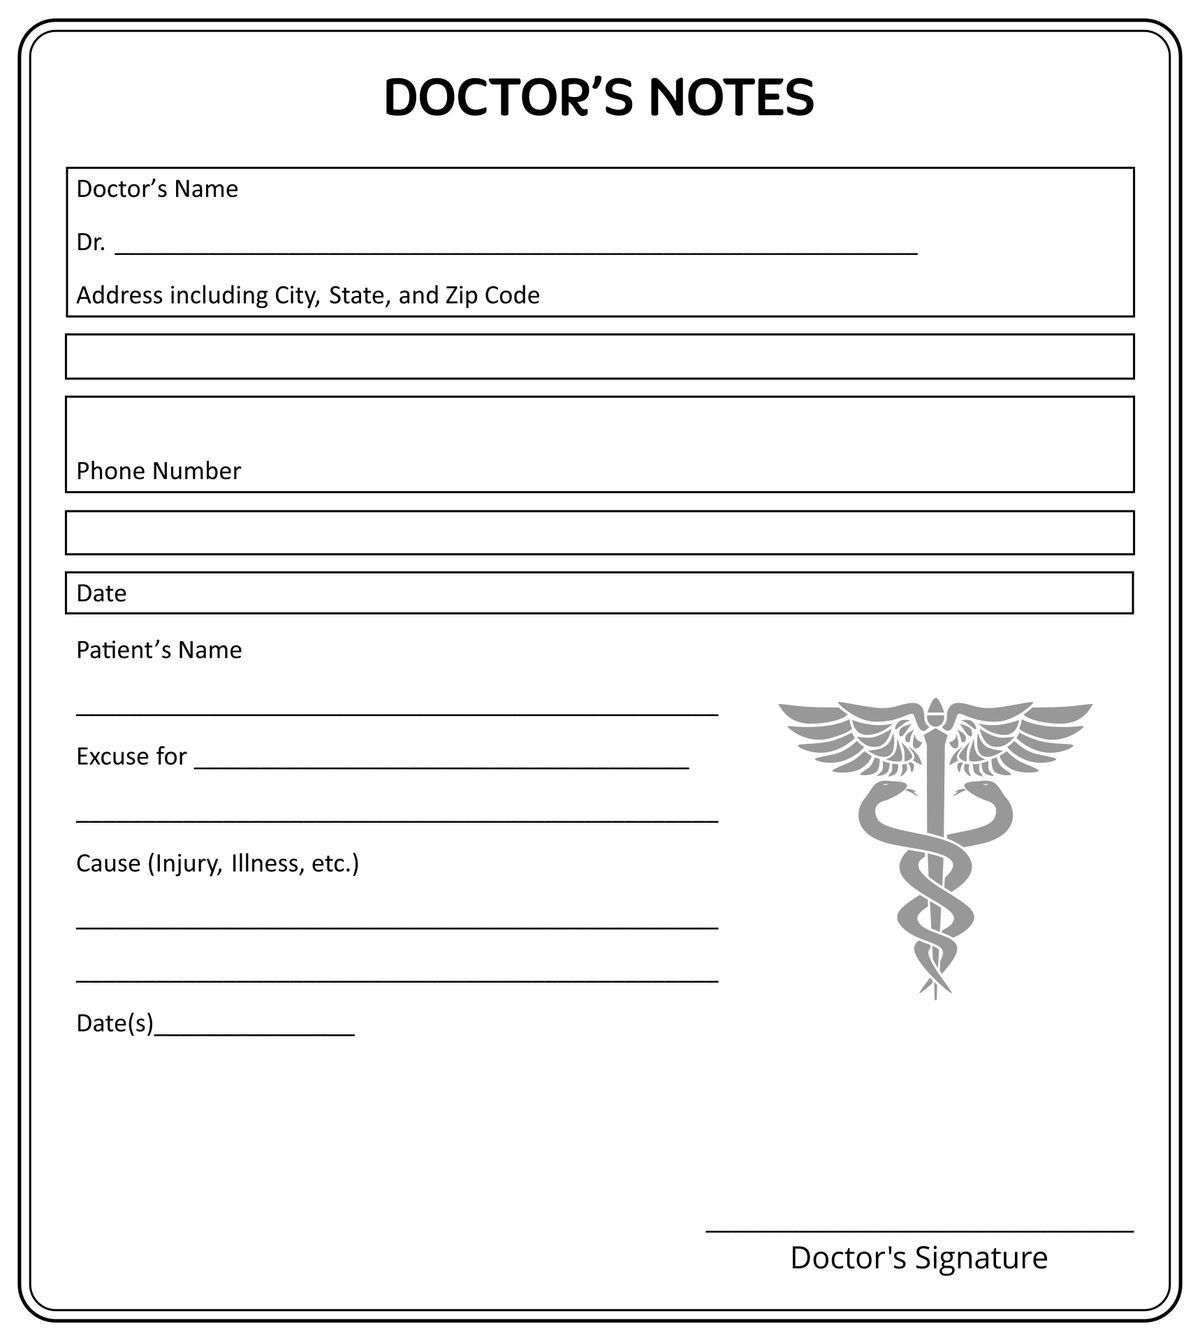 DOCTOR’S NOTES
Doctor’s Name
Dr. ____________________________________________________________
Address including City, State, and Zip Code
Phone Number
Date
Patient’s Name
________________________________________________
Excuse for _____________________________________
________________________________________________
Cause (Injury, Illness, etc.)
________________________________________________
________________________________________________
Date(s)_______________
________________________________
Doctor's Signature